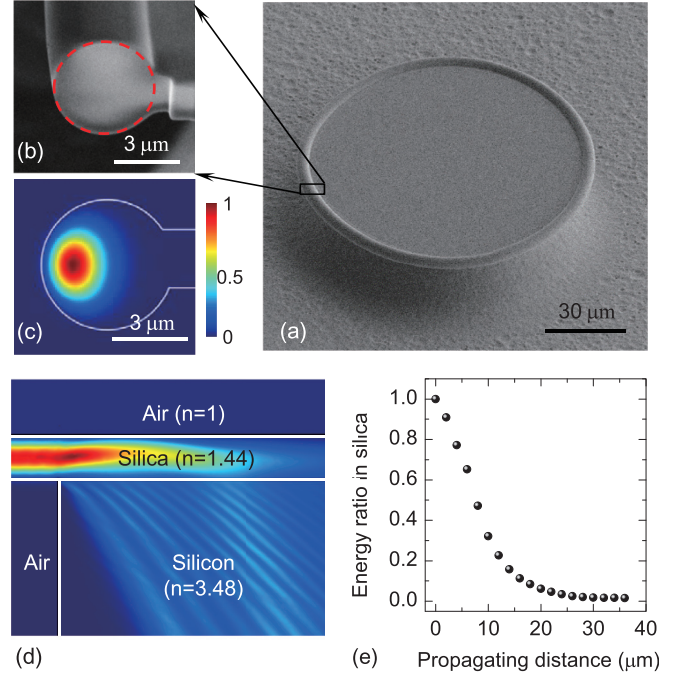 (b)
3 μm
(a)
30 μm
(c)
3 μm
1
0.5
0
Air (n=1)
Silica (n=1.44)
Air
Silicon
(n=3.48)
(d)
Energy ratio in silica
1.0
0.8
0.6
0.4
0.2
0.0
0
10
20
30
40
Propagating distance (μm)
(e)